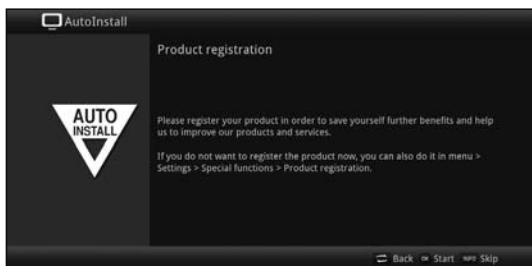 AutoInstall
Product registration
AUTO
INSTALL
Please register your product in order to save yourself further benefits and help
us to improve our products and services.
If you do not want to register the product now, you can also do it in menu >
Settings > Special functions > Product registration.
Back OK Start INFO Skip